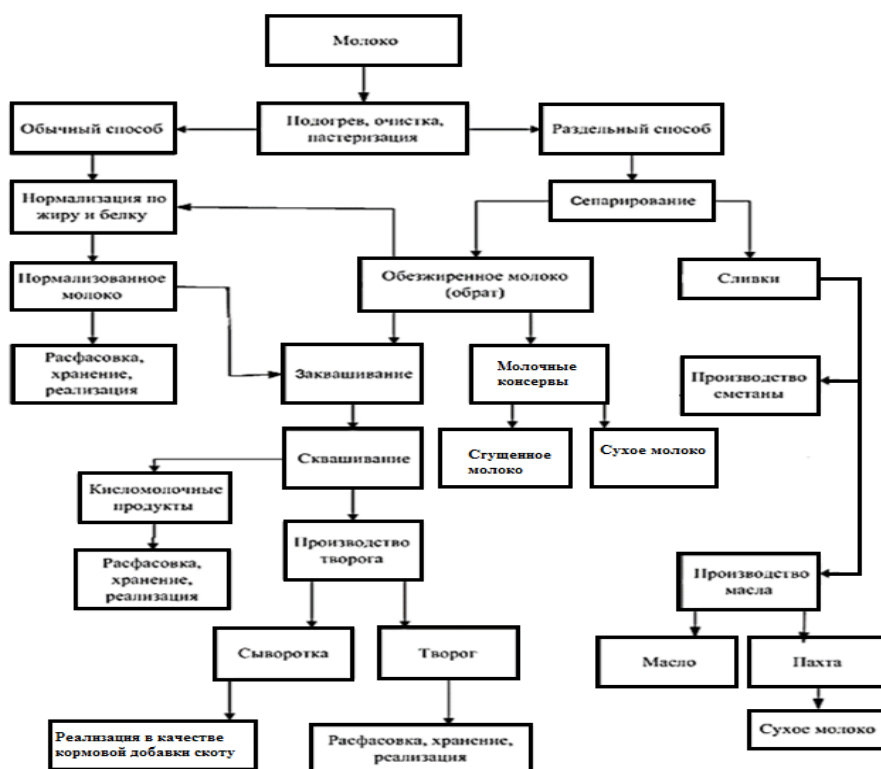 Молоко
Обычный способ
Подогрев, очистка,
пастеризация
Раздельный способ
Нормализация по
жиру и белку
Сепарирование
Нормализованное
молоко
Обезжиренное молоко
(обрат)
Сливки
Расфасовка,
хранение,
реализация
Заквашивание
Молочные
консервы
Производство
сметаны
Сквашивание
Сгущенное
молоко
Сухое молоко
Кисломолочные
продукты
Производство
творога
Расфасовка,
хранение,
реализация
Производство
масла
Сыворотка
Творог
Масло
Пахта
Реализация в качестве
кормовой добавки скоту
Расфасовка, хранение,
реализация
Сухое молоко